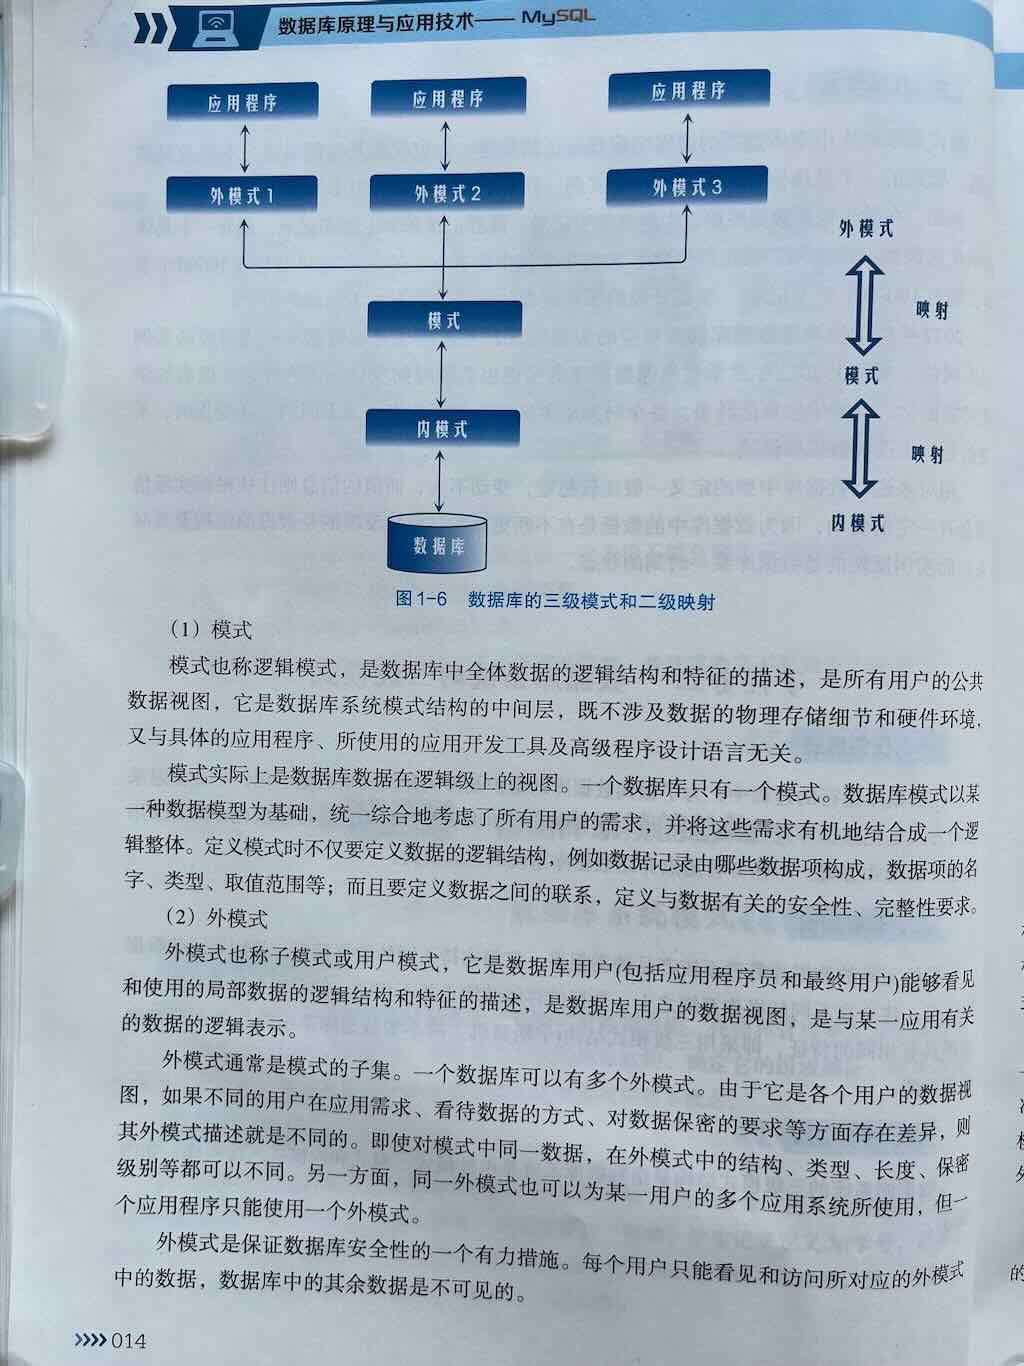 数据库原理与应用技术—— MySQL
应用程序 应用程序 应用程序
外模式1 外模式2 外模式3
外模式
映射
模式
模式
内模式
映射
内模式
数据库
图1-6 数据库的三级模式和二级映射
（1）模式
模式也称逻辑模式，是数据库中全体数据的逻辑结构和特征的描述，是所有用户的公共
数据视图，它是数据库系统模式结构的中间层，既不涉及数据的物理存储细节和硬件环境，
又与具体的应用程序、所使用的应用开发工具及高级程序设计语言无关。
模式实际上是数据库数据在逻辑级上的视图。一个数据库只有一个模式。数据库模式以某
一种数据模型为基础，统一综合地考虑了所有用户的需求，并将这些需求有机地结合成一个逻
辑整体。定义模式时不仅要定义数据的逻辑结构，例如数据记录由哪些数据项构成，数据项的名
字、类型、取值范围等；而且要定义数据之间的联系，定义与数据有关的安全性、完整性要求。
（2）外模式
外模式也称子模式或用户模式，它是数据库用户(包括应用程序员和最终用户)能够看见
和使用的局部数据的逻辑结构和特征的描述，是数据库用户的数据视图，是与某一应用有关
的数据的逻辑表示。
外模式通常是模式的子集。一个数据库可以有多个外模式。由于它是各个用户的数据视
图，如果不同的用户在应用需求、看待数据的方式、对数据保密的要求等方面存在差异，则
其外模式描述就是不同的。即使对模式中同一数据，在外模式中的结构、类型、长度、保密
级别等都可以不同。另一方面，同一外模式也可以为某一用户的多个应用系统所使用，但一
个应用程序只能使用一个外模式。
外模式是保证数据库安全性的一个有力措施。每个用户只能看见和访问所对应的外模式
中的数据，数据库中的其余数据是不可见的。
014